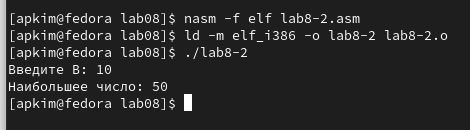 [apkim@fedora lab08]$ nasm -f elf lab8-2.asm
[apkim@fedora lab08]$ ld -m elf_i386 -o lab8-2 lab8-2.o
[apkim@fedora lab08]$ ./lab8-2
Введите В: 10
Наибольшее число: 50
[apkim@fedora lab08]$